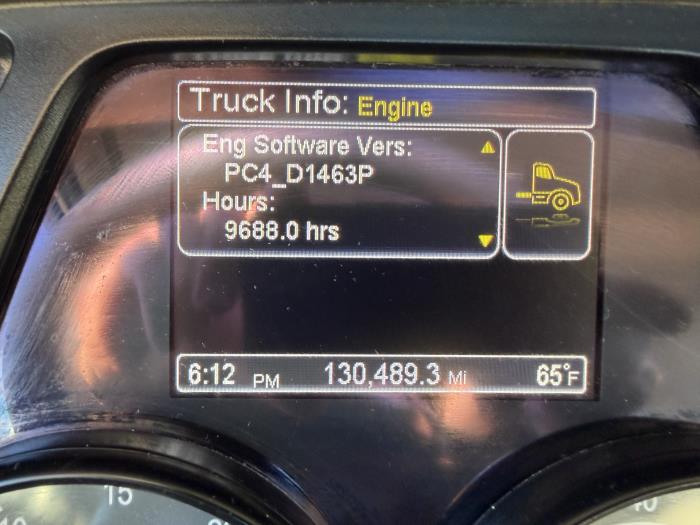 Truck Info: Engine
Eng Software Vers:
PC4_D1463P
Hours:
9688.0 hrs
6:12 PM 130,489.3 Mi 65°F
15